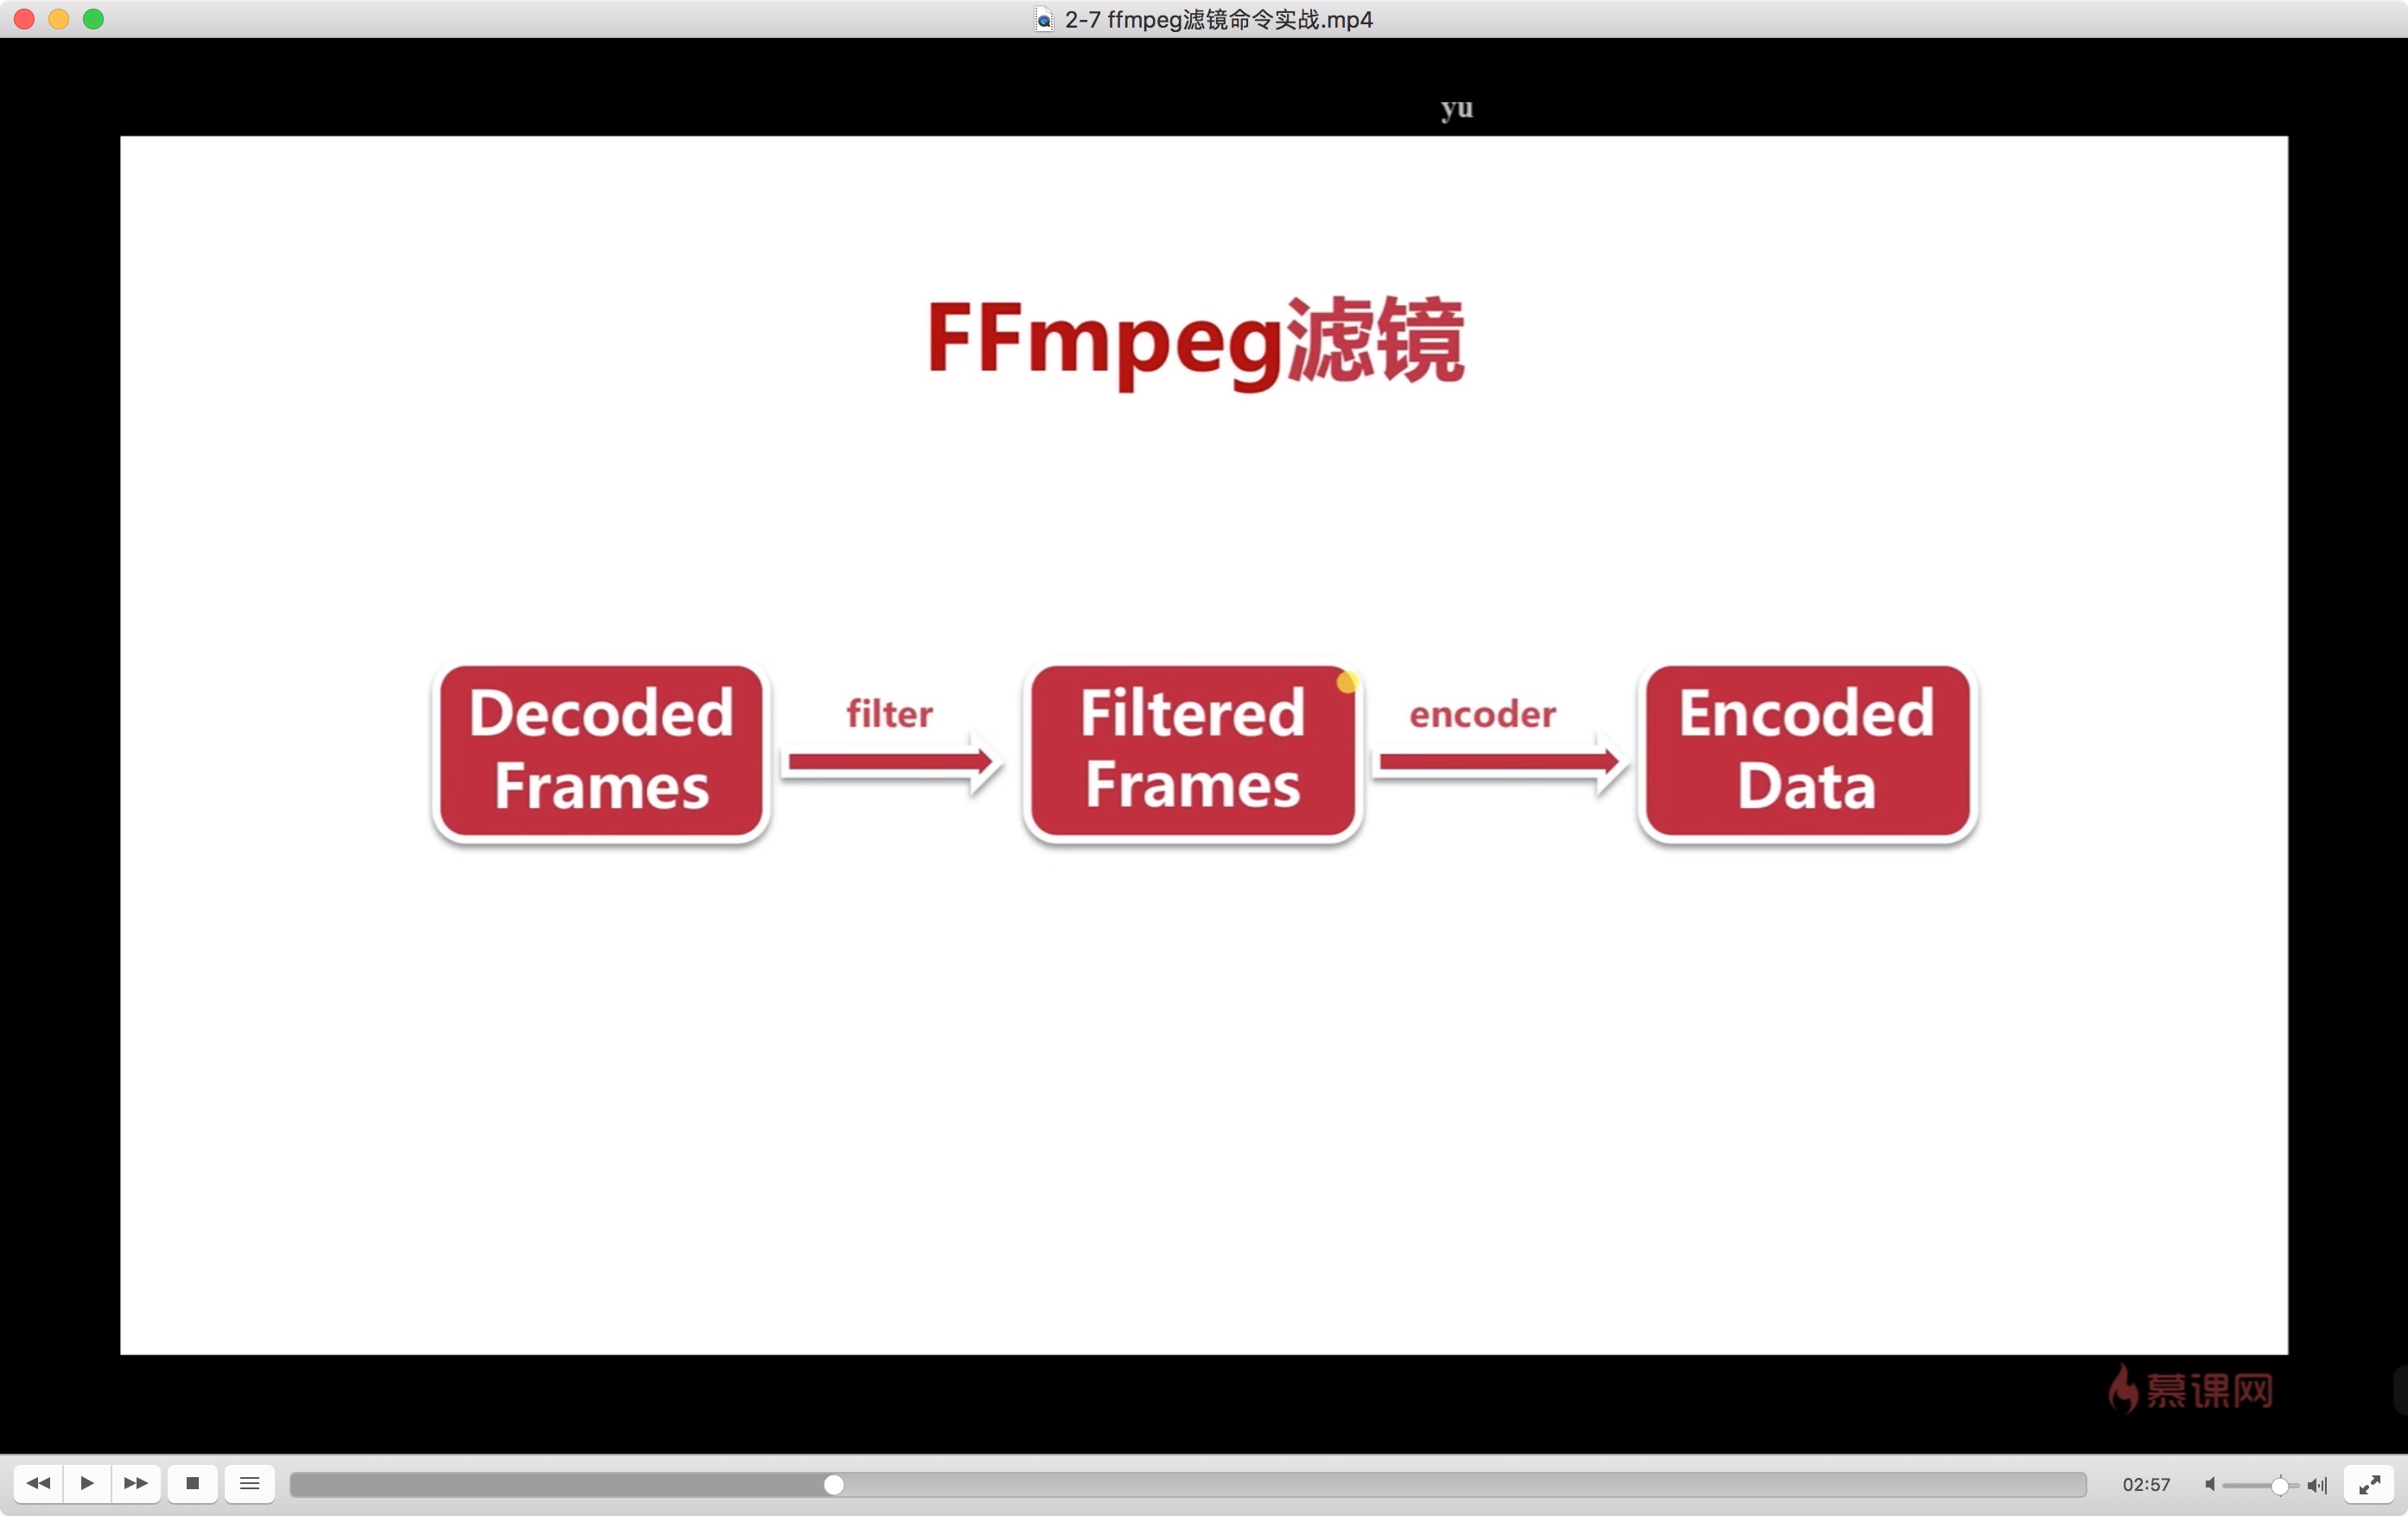 2-7 ffmpeg滤镜命令实战.mp4
yu
FFmpeg滤镜
Decoded
Frames
filter
Filtered
Frames
encoder
Encoded
Data
慕课网
02:57